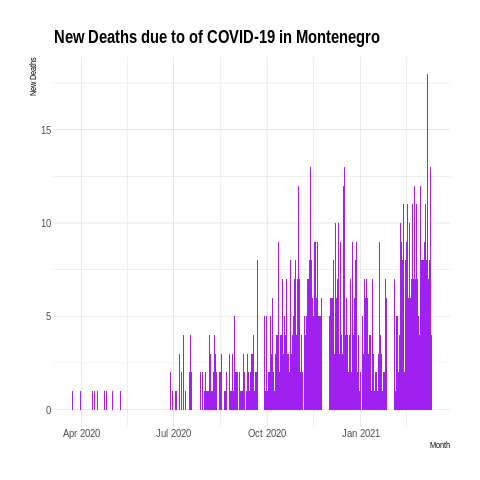 New Deaths due to of COVID-19 in Montenegro
New Deaths
15
10
5
0
Apr 2020
Jul 2020
Oct 2020
Jan 2021
Month